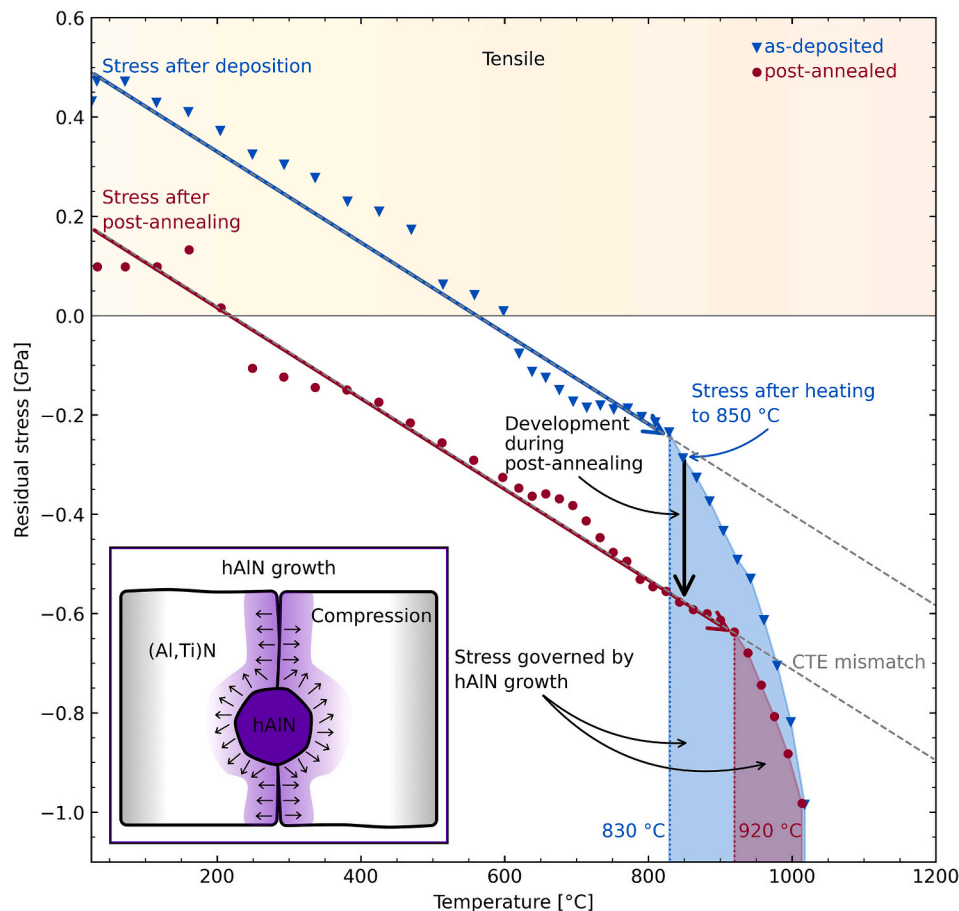 0.6
0.4
0.2
0.0
−0.2
−0.4
−0.6
−0.8
−1.0
Residual stress [GPa]
200
400
600
800
1000
1200
Temperature [°C]
Tensile
as-deposited
post-annealed
Stress after deposition
Stress after
post-annealing
Stress after heating
to 850 °C
Development
during
post-annealing
CTE mismatch
Stress governed by
hAlN growth
830 °C
920 °C
hAlN growth
Compression
(Al,Ti)N
hAlN